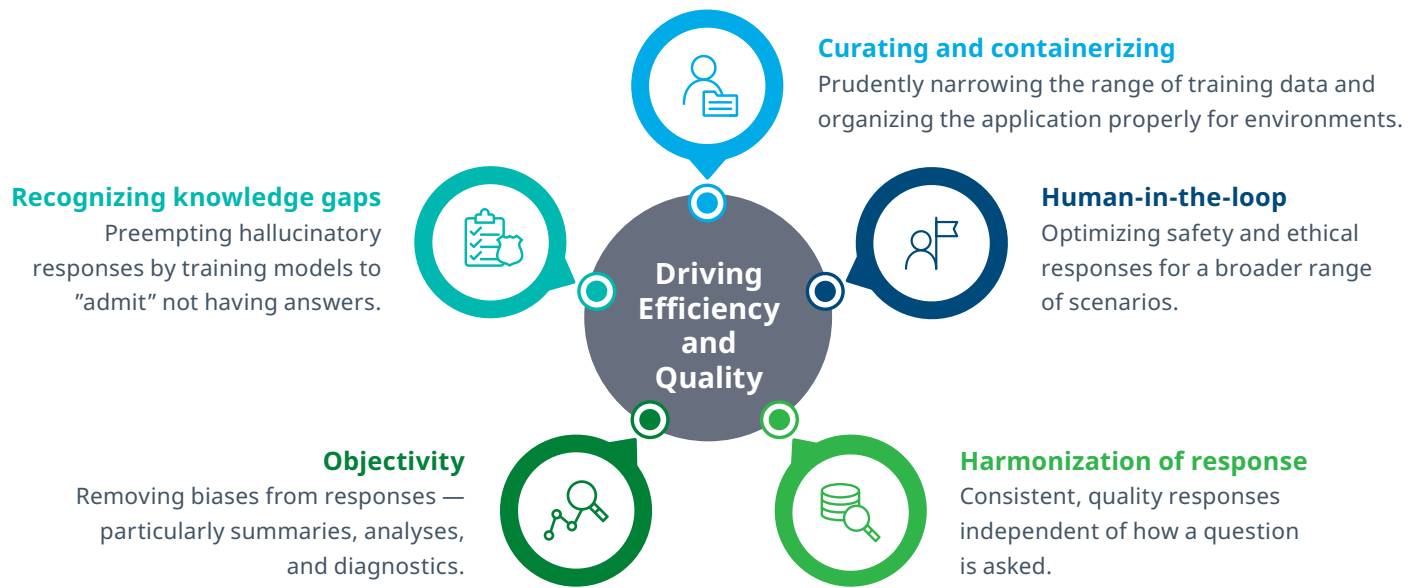 Curating and containerizing
Prudently narrowing the range of training data and
organizing the application properly for environments.
Recognizing knowledge gaps
Preempting hallucinatory
responses by training models to
”admit” not having answers.
Driving
Efficiency
and
Quality
Human-in-the-loop
Optimizing safety and ethical
responses for a broader range
of scenarios.
Objectivity
Removing biases from responses —
particularly summaries, analyses,
and diagnostics.
Harmonization of response
Consistent, quality responses
independent of how a question
is asked.